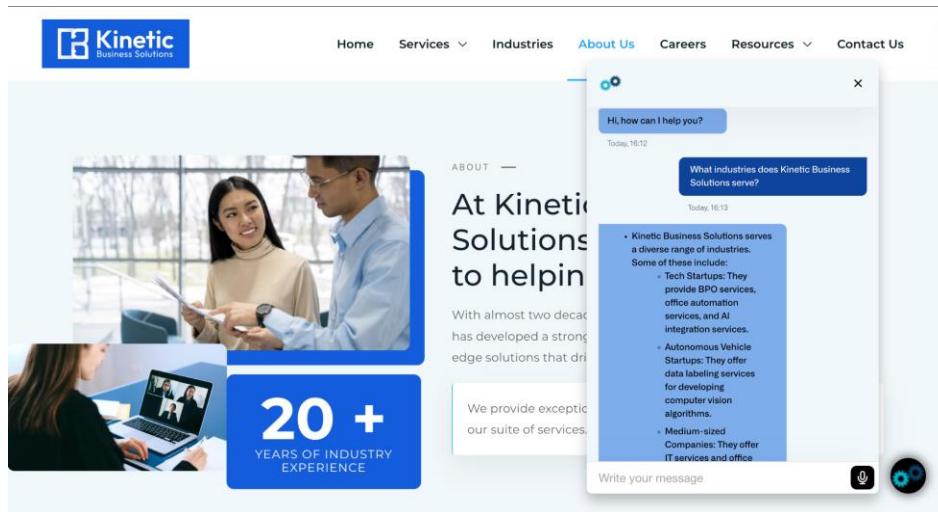 Kinetic
Business Solutions
Home Services Industries About Us Careers Resources Contact Us
ABOUT
At Kinetic
Solutions
to helpin
With almost two decad
has developed a strong
edge solutions that dri
We provide exceptio
our suite of services.
20 +
YEARS OF INDUSTRY
EXPERIENCE
Hi, how can I help you?
Today, 16:12
What industries does Kinetic Business
Solutions serve?
Today, 16:13
• Kinetic Business Solutions serves
a diverse range of industries.
Some of these include:
◦ Tech Startups: They
provide BPO services,
office automation
services, and AI
integration services.
◦ Autonomous Vehicle
Startups: They offer
data labeling services
for developing
computer vision
algorithms.
◦ Medium-sized
Companies: They offer
IT services and office
Write your message